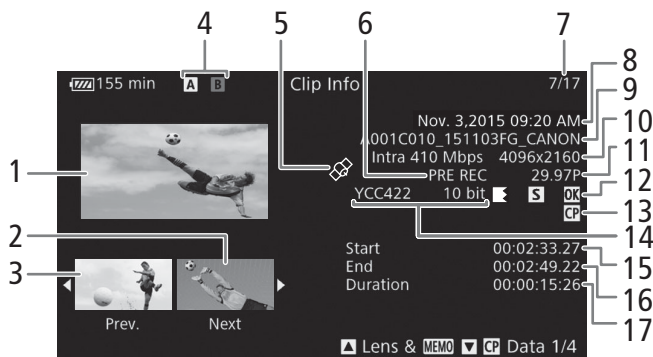 4 5 6 7
155 min A B Clip Info 7/17
8
Nov. 3,2015 09:20 AM
9
A001C010_151103FG_CANON
10
Intra 410 Mbps 4096x2160
11
PRE REC 29.97P
12
YCC422 10 bit S OK
CP
13
14
1
2
3
Start 00:02:33.27
15
End 00:02:49.22
16
Duration 00:00:15:26
17
Prev. Next
Lens & MEMO CP Data 1/4